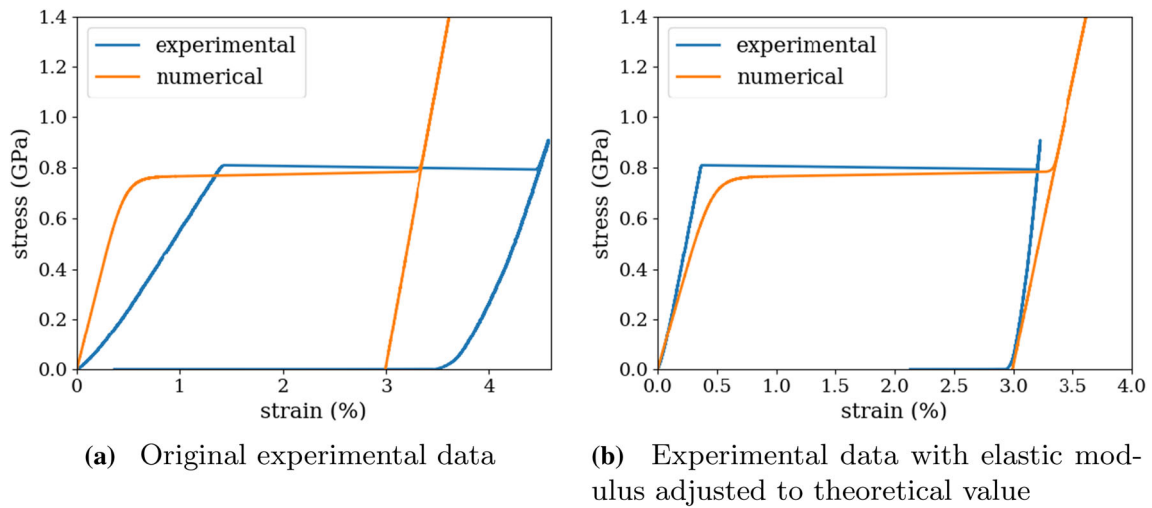 1.4
1.2
1.0
0.8
0.6
0.4
0.2
0.0
stress (GPa)
experimental
numerical
0 1 2 3 4
strain (%)
(a) Original experimental data
1.4
1.2
1.0
0.8
0.6
0.4
0.2
0.0
stress (GPa)
experimental
numerical
0.0 0.5 1.0 1.5 2.0 2.5 3.0 3.5 4.0
strain (%)
(b) Experimental data with elastic mod-
ulus adjusted to theoretical value